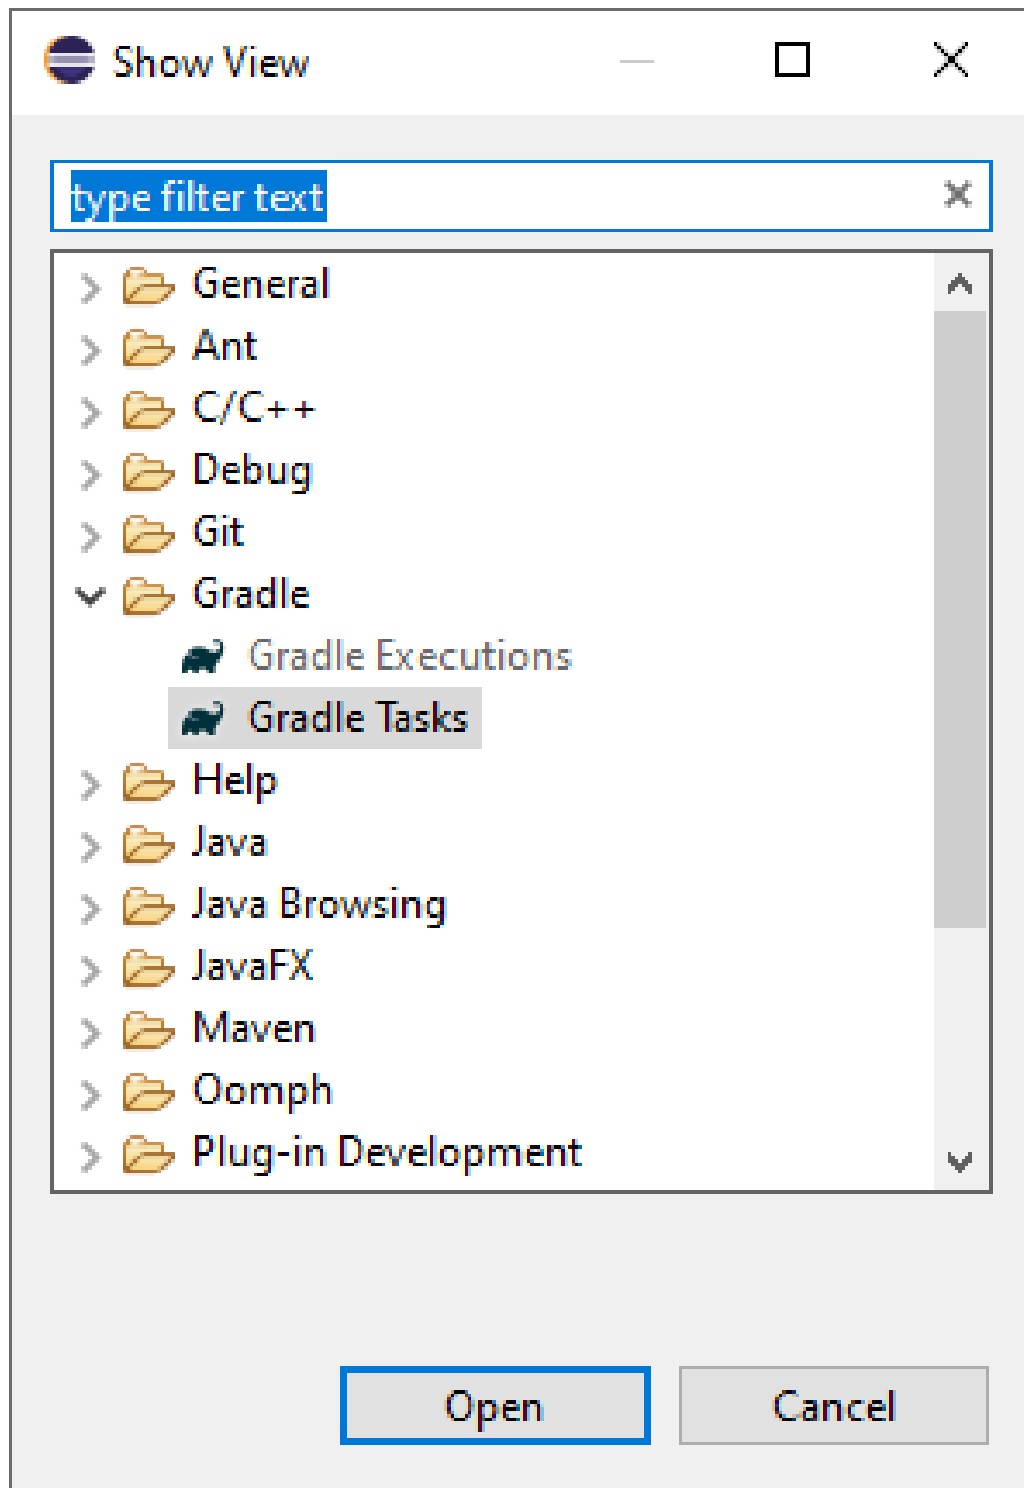 Show View
type filter text
General
Ant
C/C++
Debug
Git
Gradle
Gradle Executions
Gradle Tasks
Help
Java
Java Browsing
JavaFX
Maven
Oomph
Plug-in Development
Open
Cancel